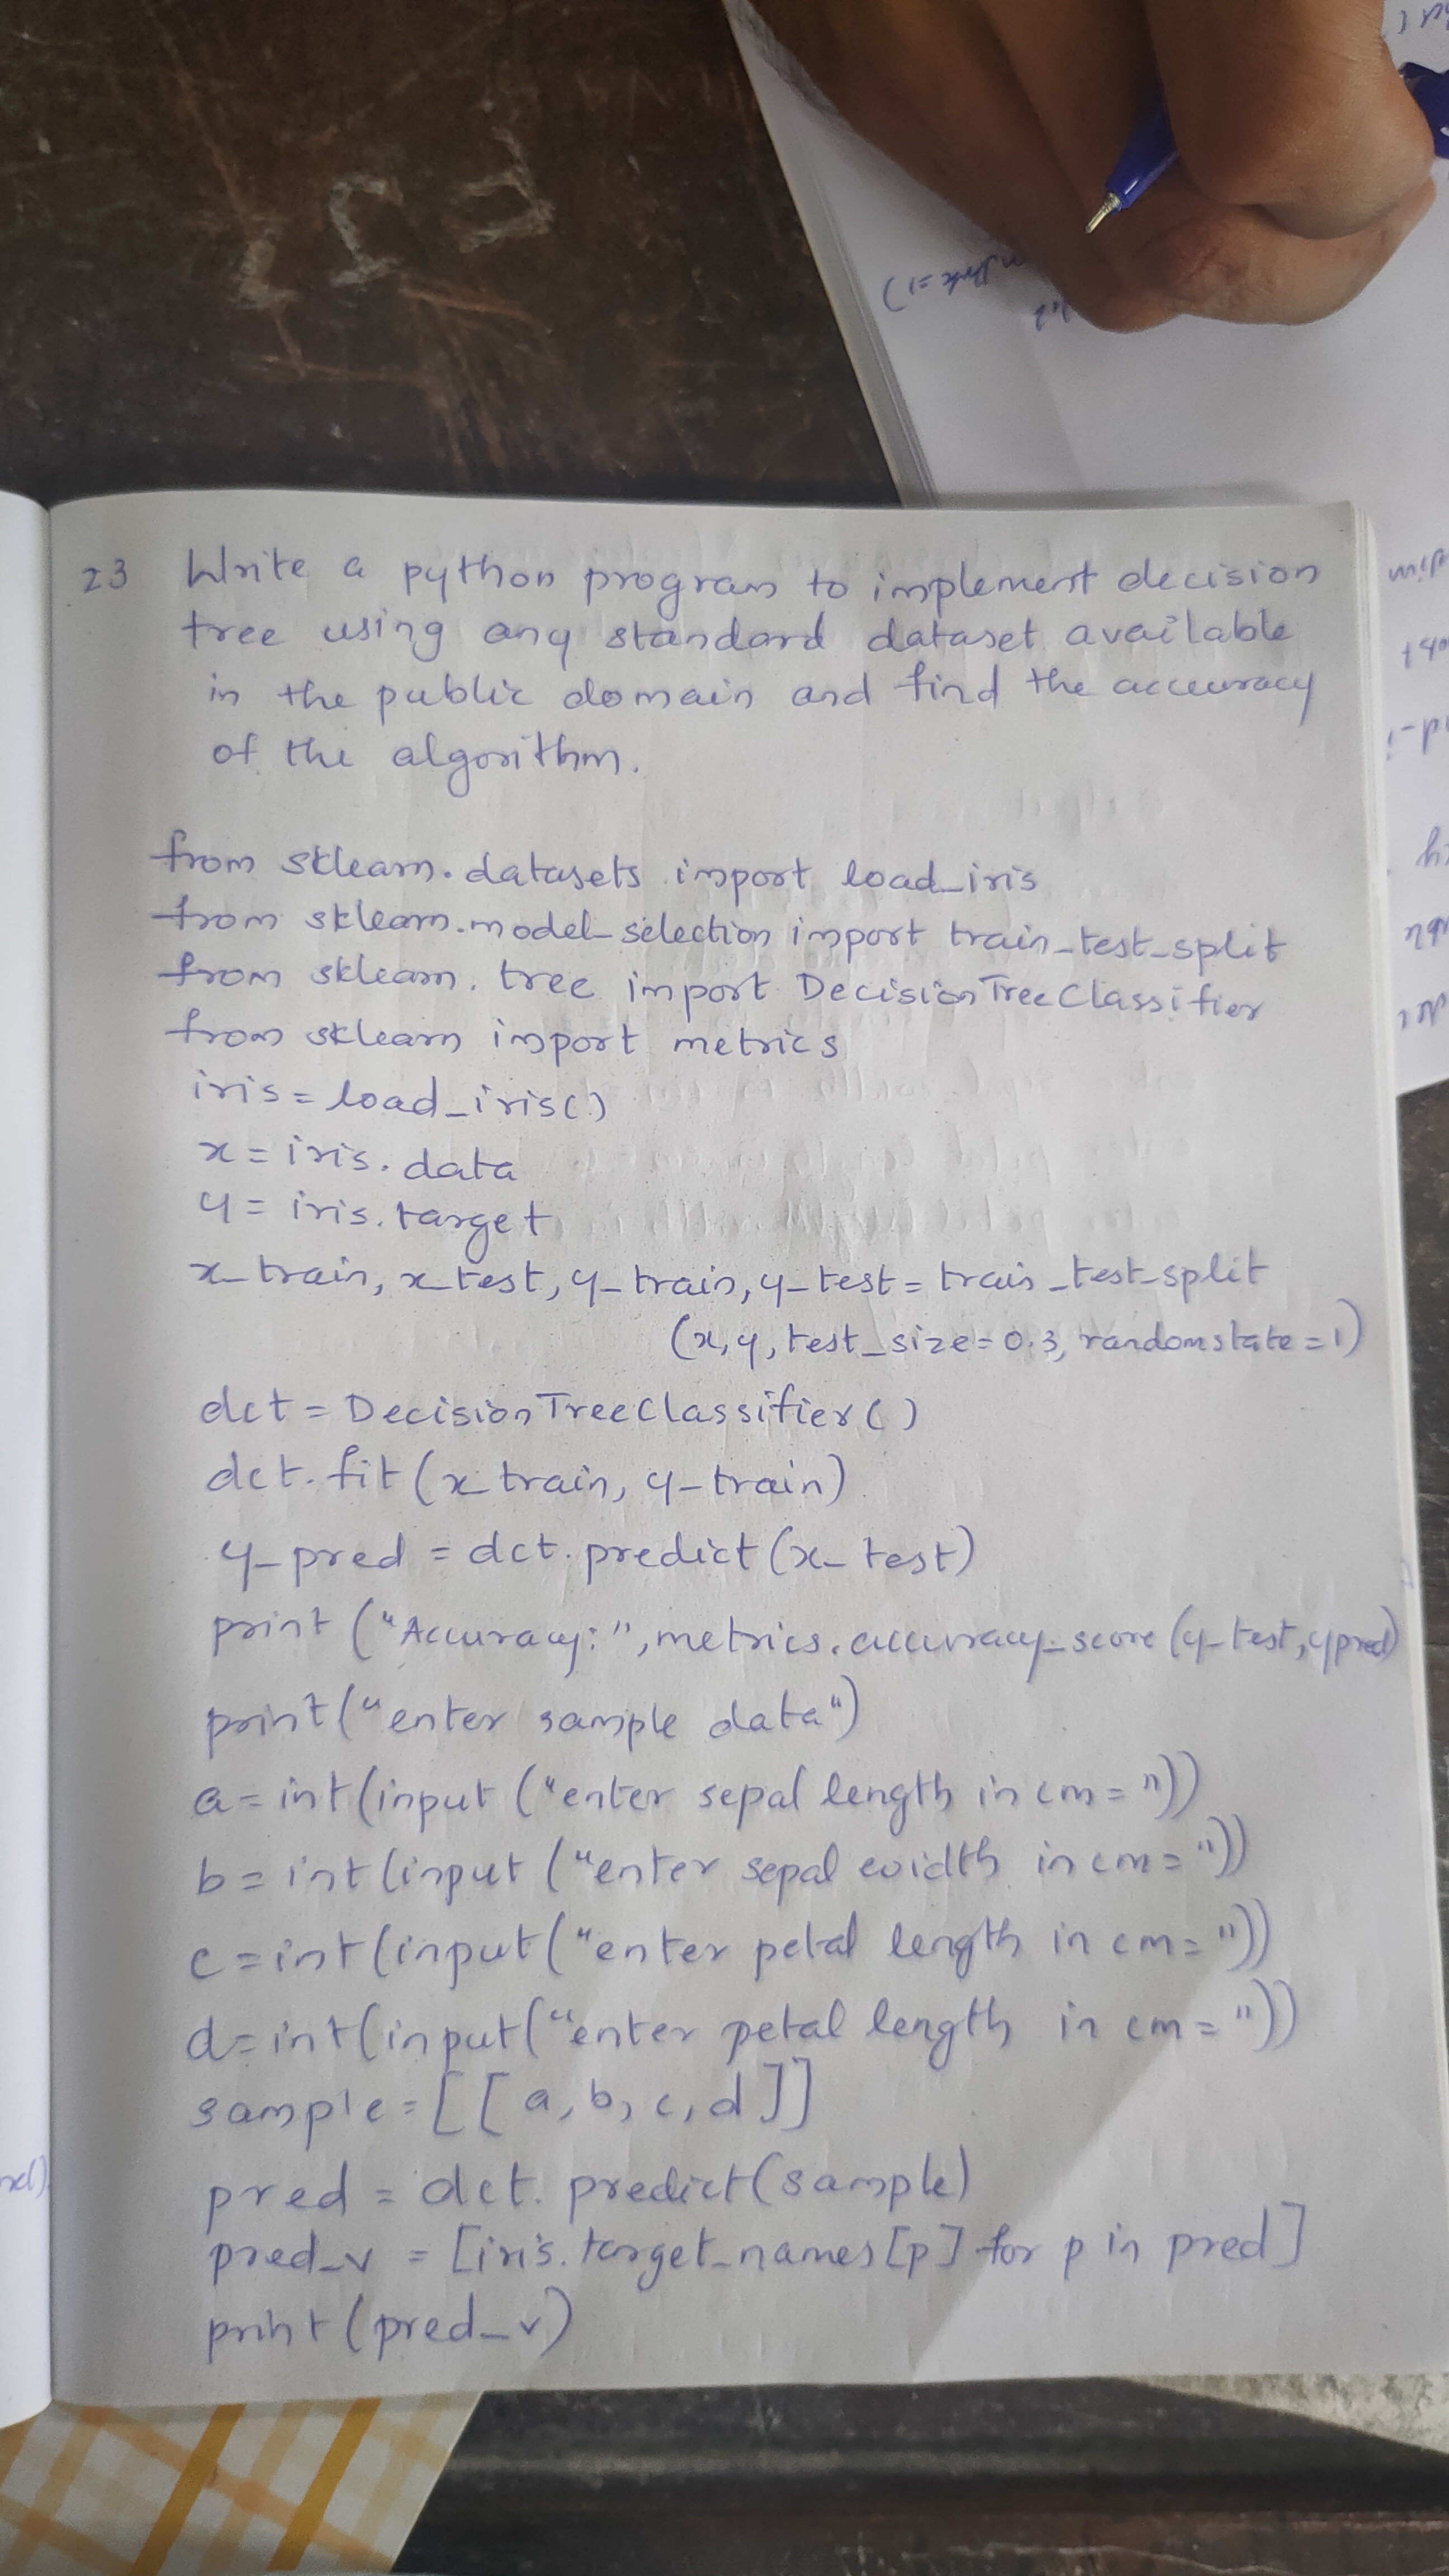 23 Write a python program to implement decision
tree using any standard dataset available
in the public domain and find the acceuracy
of the algorithm.
from sklearn.datasets import load_iris
from sklearn.model_selection import train_test_split
from sklearn.tree import DecisionTreeClassifier
from sklearn import metrics
iris = load_iris()
x = iris.data
y = iris.target
x_train, x_test, y_train, y_test = train_test_split
(x, y, test_size = 0.3, randomstate = 1)
dct = DecisionTreeClassifier()
dct.fit(x_train, y_train)
y_pred = dct.predict(x_test)
print("Accuracy:", metrics.accuracy_score(y_test, ypred)
print("enter sample data")
a = int(input("enter sepal length in cm = "))
b = int(input("enter sepal width in cm = "))
c = int(input("enter petal length in cm = "))
d = int(input("enter petal length in cm = "))
sample = [[a, b, c, d]]
pred = dct.predict(sample)
pred_v = [iris.target_names[p] for p in pred]
print(pred_v)